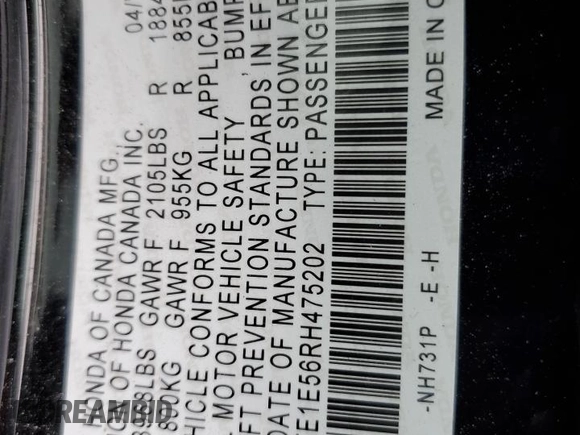 HONDA OF CANADA MFG.
OF HONDA CANADA INC. 04/
LBS GAWR F 2105LBS R 1884
KG GAWR F 955KG R 855
HICLE CONFORMS TO ALL APPLICAB
MOTOR VEHICLE SAFETY, BUMP
FT PREVENTION STANDARDS IN EF
DATE OF MANUFACTURE SHOWN AB
E1E56RH475202 TYPE: PASSENGER
-NH731P -E -H MADE IN C